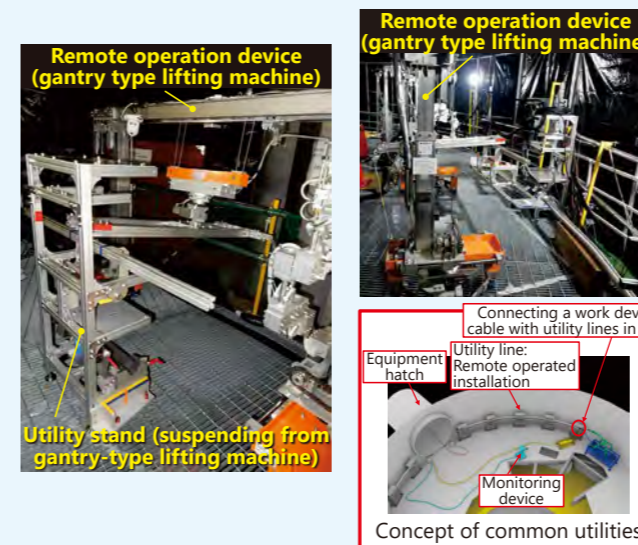 Remote operation device
(gantry type lifting machine)
Utility stand (suspending from
gantry-type lifting machine)
Remote operation device
(gantry type lifting machine
Connecting a work dev
cable with utility lines in
Equipment
hatch
Utility line:
Remote operated
installation
Monitoring
device
Concept of common utilities